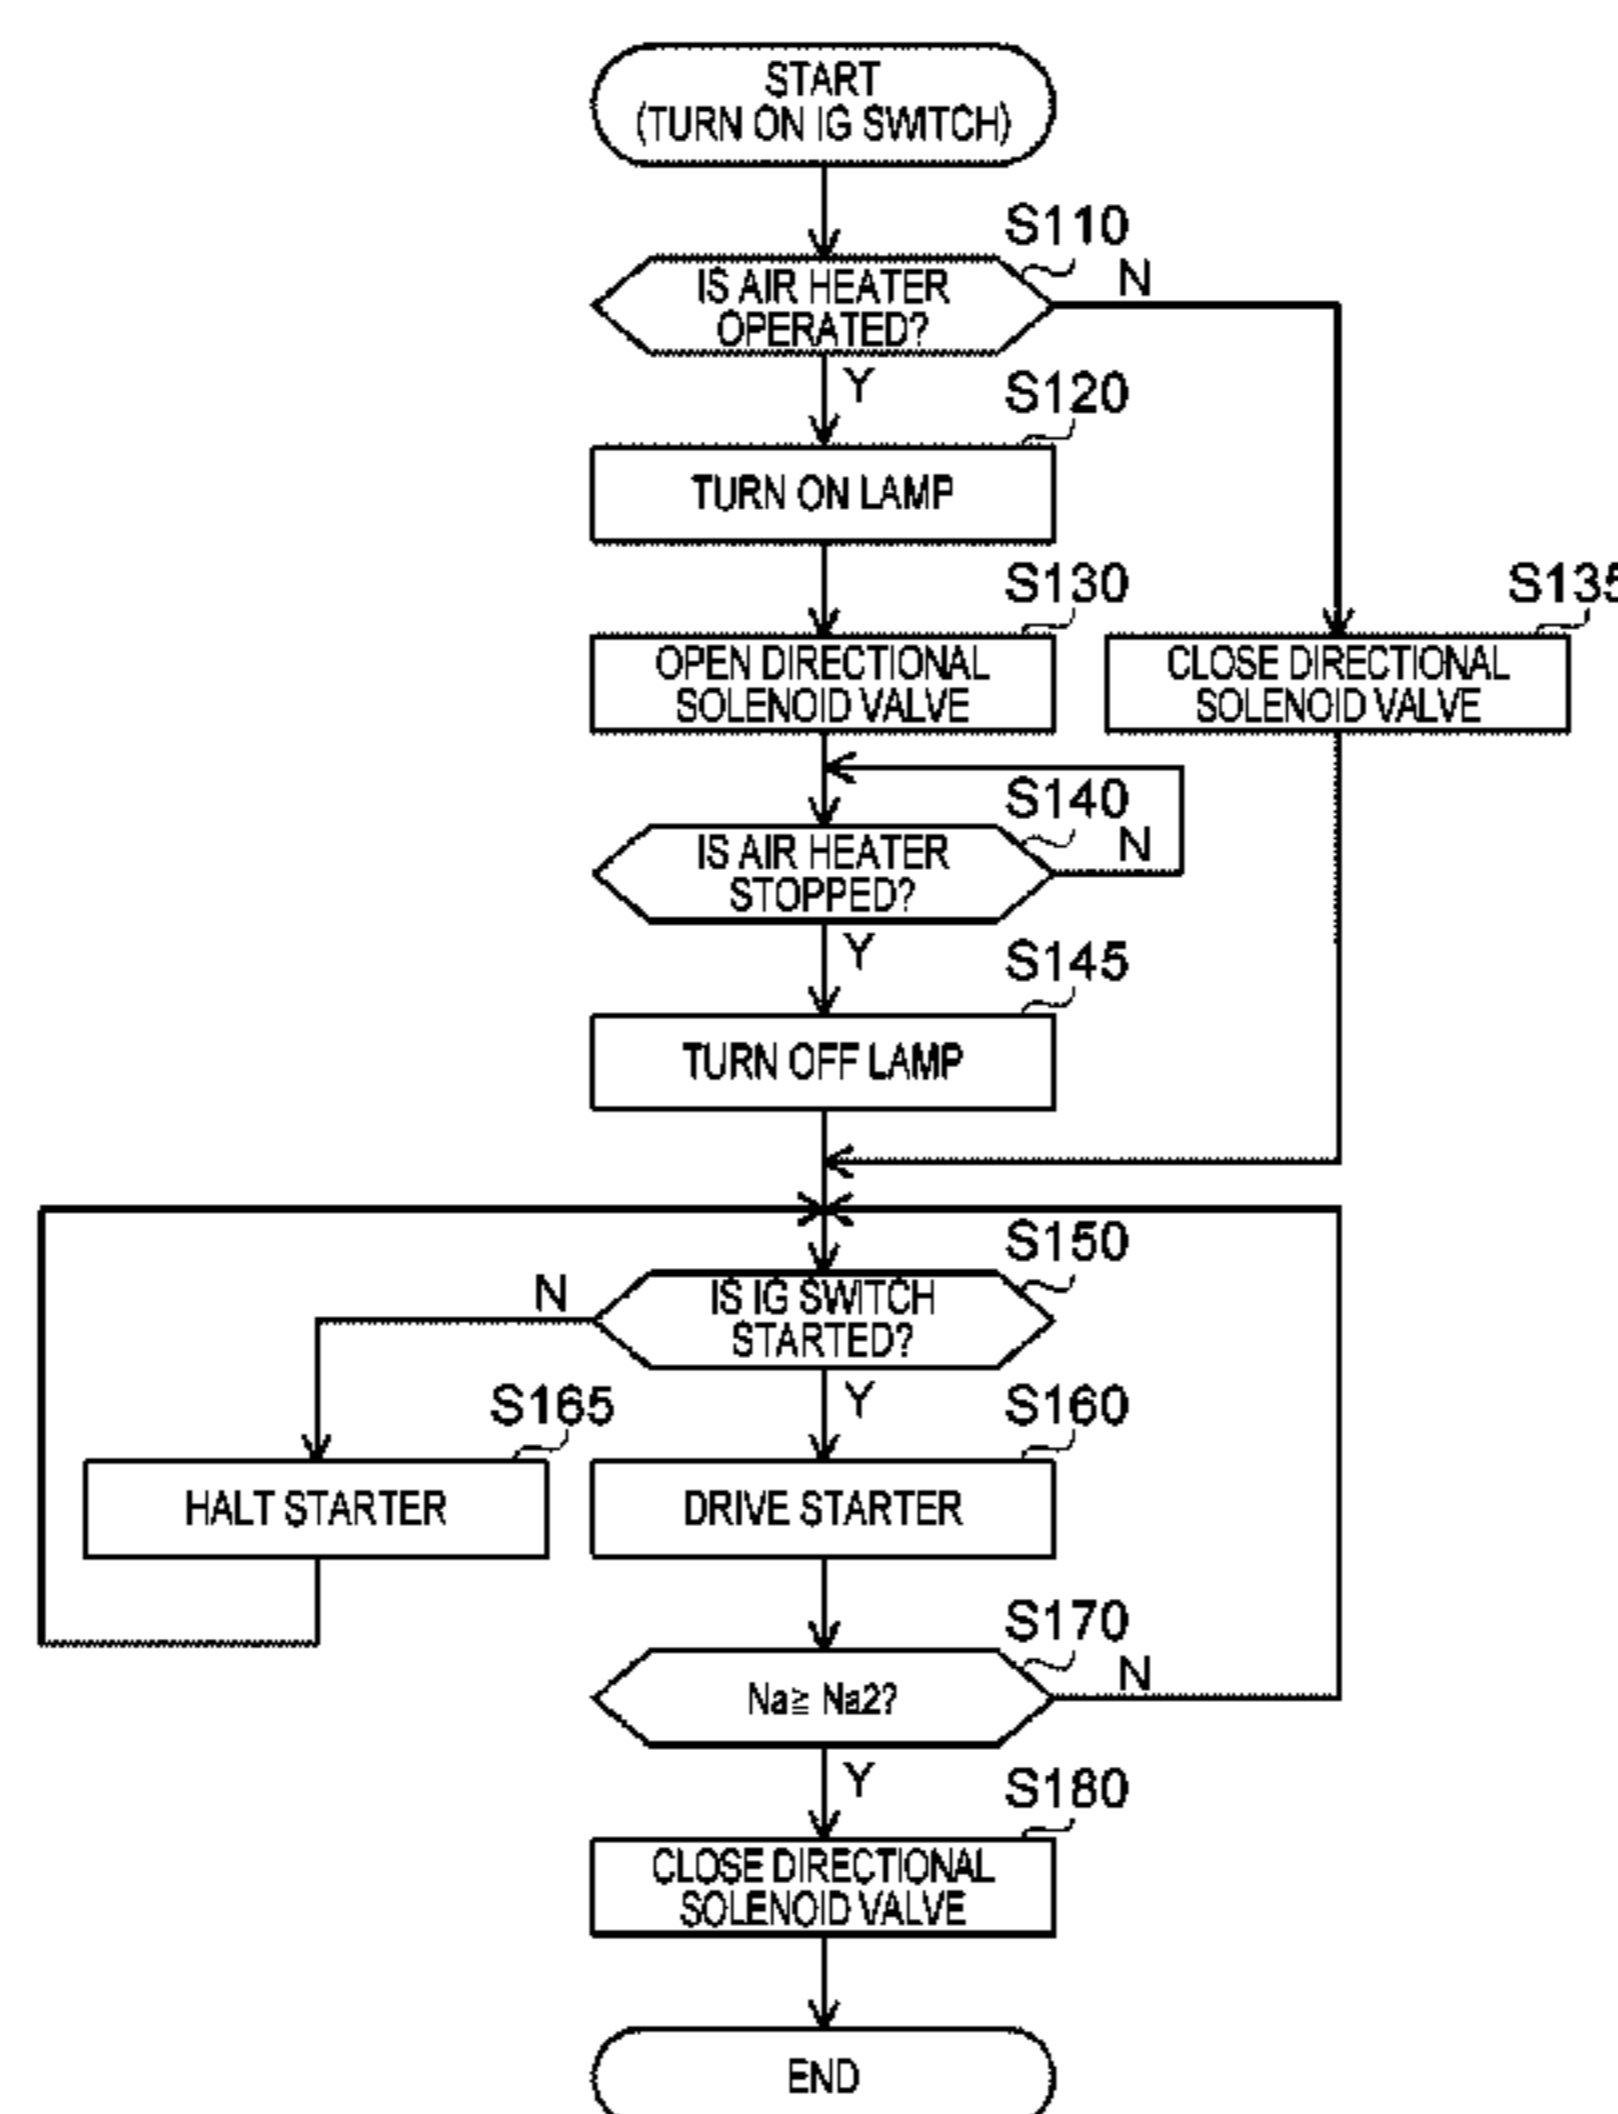 START
(TURN ON IG SWITCH)
S110
IS AIR HEATER
OPERATED?
N
Y
S120
TURN ON LAMP
S130
OPEN DIRECTIONAL
SOLENOID VALVE
S135
CLOSE DIRECTIONAL
SOLENOID VALVE
S140
IS AIR HEATER
STOPPED?
N
Y
S145
TURN OFF LAMP
S150
IS IG SWITCH
STARTED?
N
Y
S165
HALT STARTER
S160
DRIVE STARTER
S170
Na≧ Na2?
N
Y
S180
CLOSE DIRECTIONAL
SOLENOID VALVE
END